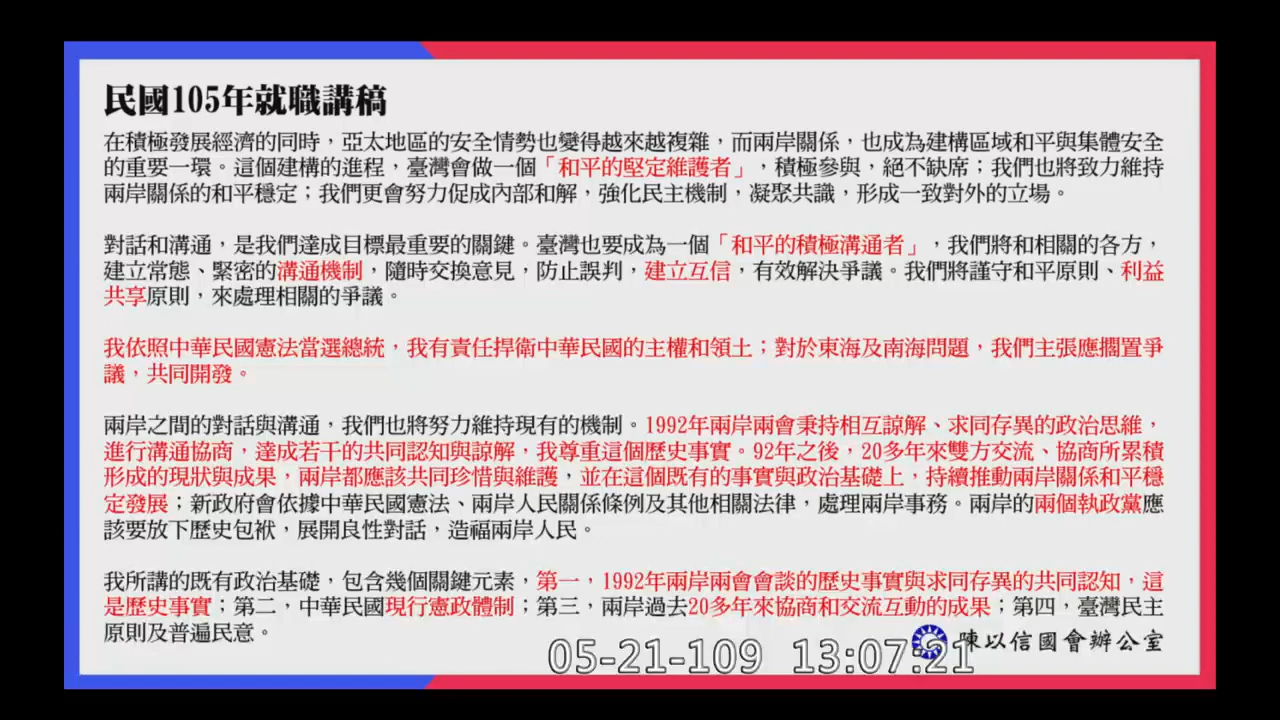 民國105年就職講稿
在積極發展經濟的同時，亞太地區的安全情勢也變得越來越複雜，而兩岸關係，也成為建構區域和平與集體安全
的重要一環。這個建構的進程，臺灣會做一個「和平的堅定維護者」，積極參與，絕不缺席；我們也將致力維持
兩岸關係的和平穩定；我們更會努力促成內部和解，強化民主機制，凝聚共識，形成一致對外的立場。
對話和溝通，是我們達成目標最重要的關鍵。臺灣也要成為一個「和平的積極溝通者」，我們將和相關的各方，
建立常態、緊密的溝通機制，隨時交換意見，防止誤判，建立互信，有效解決爭議。我們將謹守和平原則、利益
共享原則，來處理相關的爭議。
我依照中華民國憲法當選總統，我有責任捍衛中華民國的主權和領土；對於東海及南海問題，我們主張應擱置爭
議，共同開發。
兩岸之間的對話與溝通，我們也將努力維持現有的機制。1992年兩岸兩會秉持相互諒解、求同存異的政治思維，
進行溝通協商，達成若干的共同認知與諒解，我尊重這個歷史事實。92年之後，20多年來雙方交流、協商所累積
形成的現狀與成果，兩岸都應該共同珍惜與維護，並在這個既有的事實與政治基礎上，持續推動兩岸關係和平穩
定發展；新政府會依據中華民國憲法、兩岸人民關係條例及其他相關法律，處理兩岸事務。兩岸的兩個執政黨應
該要放下歷史包袱，展開良性對話，造福兩岸人民。
我所講的既有政治基礎，包含幾個關鍵元素，第一，1992年兩岸兩會會談的歷史事實與求同存異的共同認知，這
是歷史事實；第二，中華民國現行憲政體制；第三，兩岸過去20多年來協商和交流互動的成果；第四，臺灣民主
原則及普遍民意。
陳以信國會辦公室
05-21-109 13:07:21